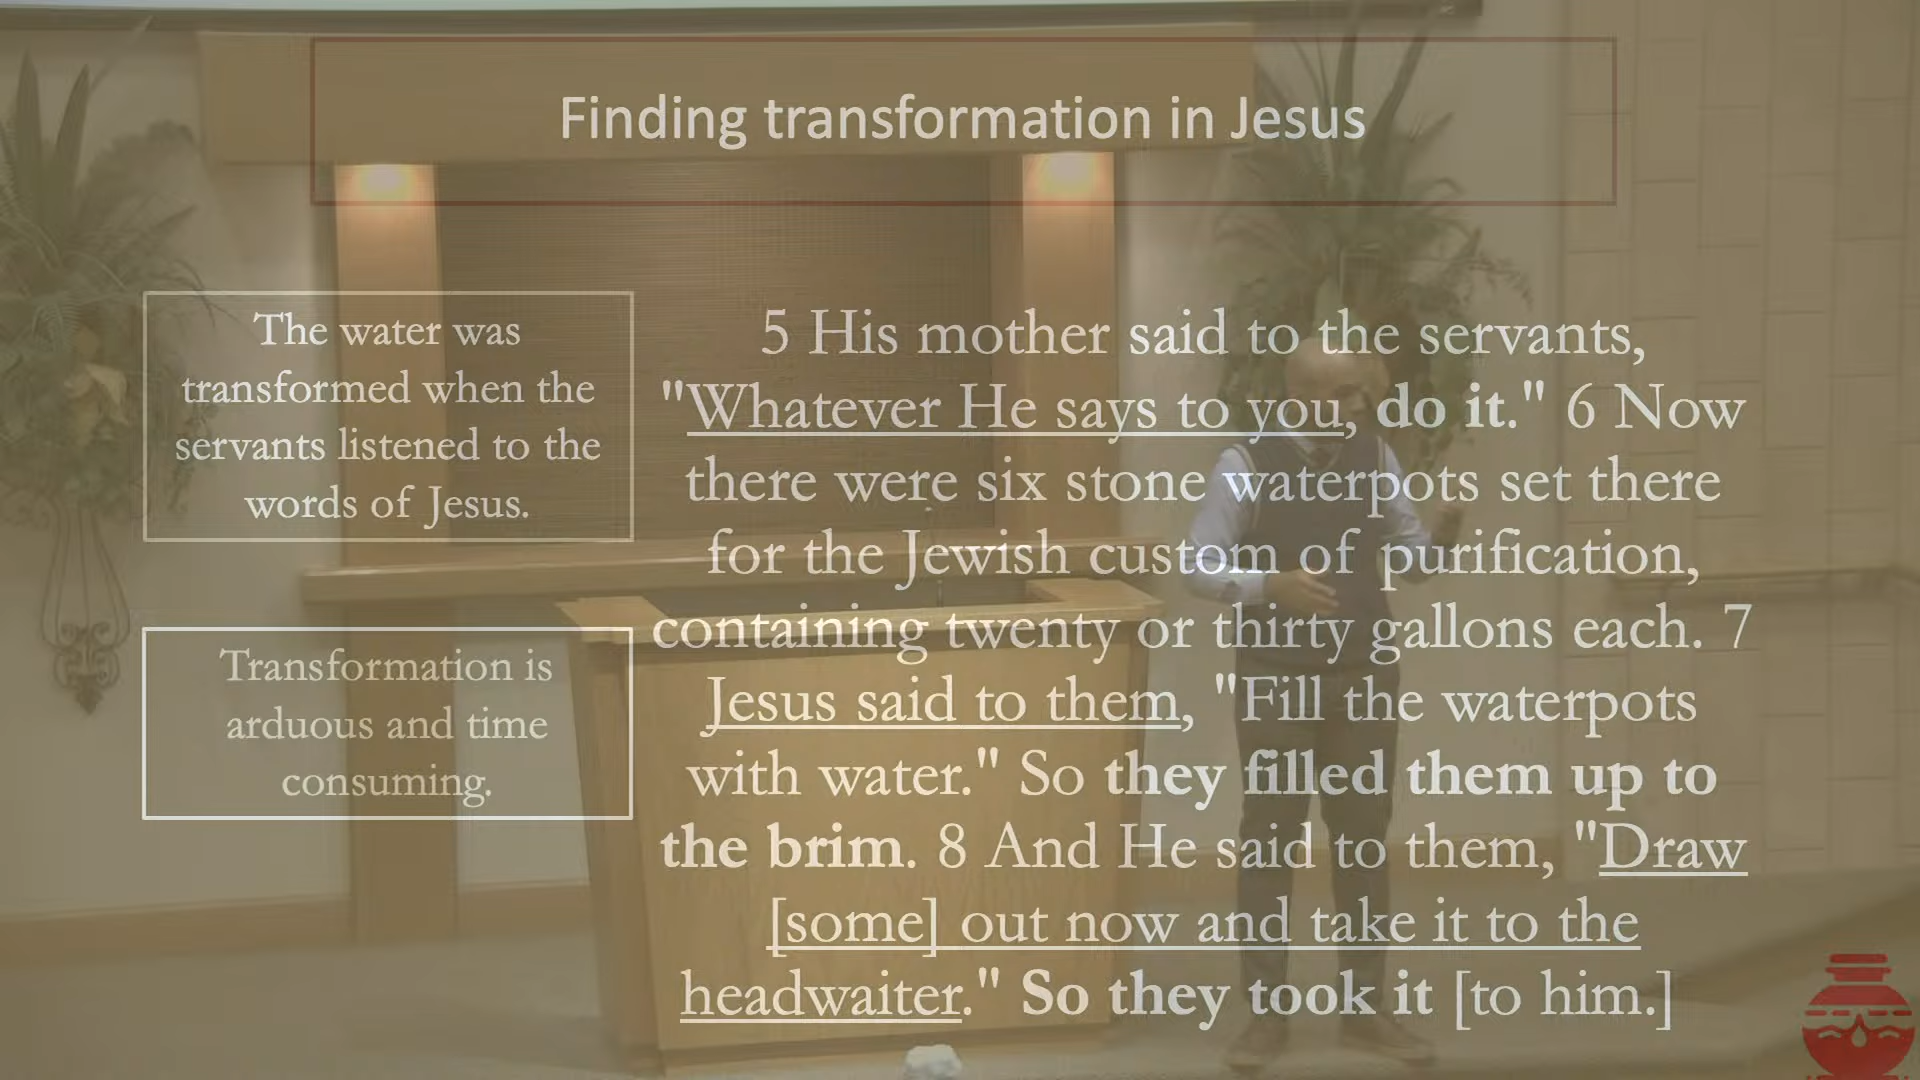 Finding transformation in Jesus
The water was
transformed when the
servants listened to the
words of Jesus.
Transformation is
arduous and time
consuming.
5 His mother said to the servants,
"Whatever He says to you, do it." 6 Now
there were six stone waterpots set there
for the Jewish custom of purification,
containing twenty or thirty gallons each. 7
Jesus said to them, "Fill the waterpots
with water." So they filled them up to
the brim. 8 And He said to them, "Draw
[some] out now and take it to the
headwaiter." So they took it [to him.]